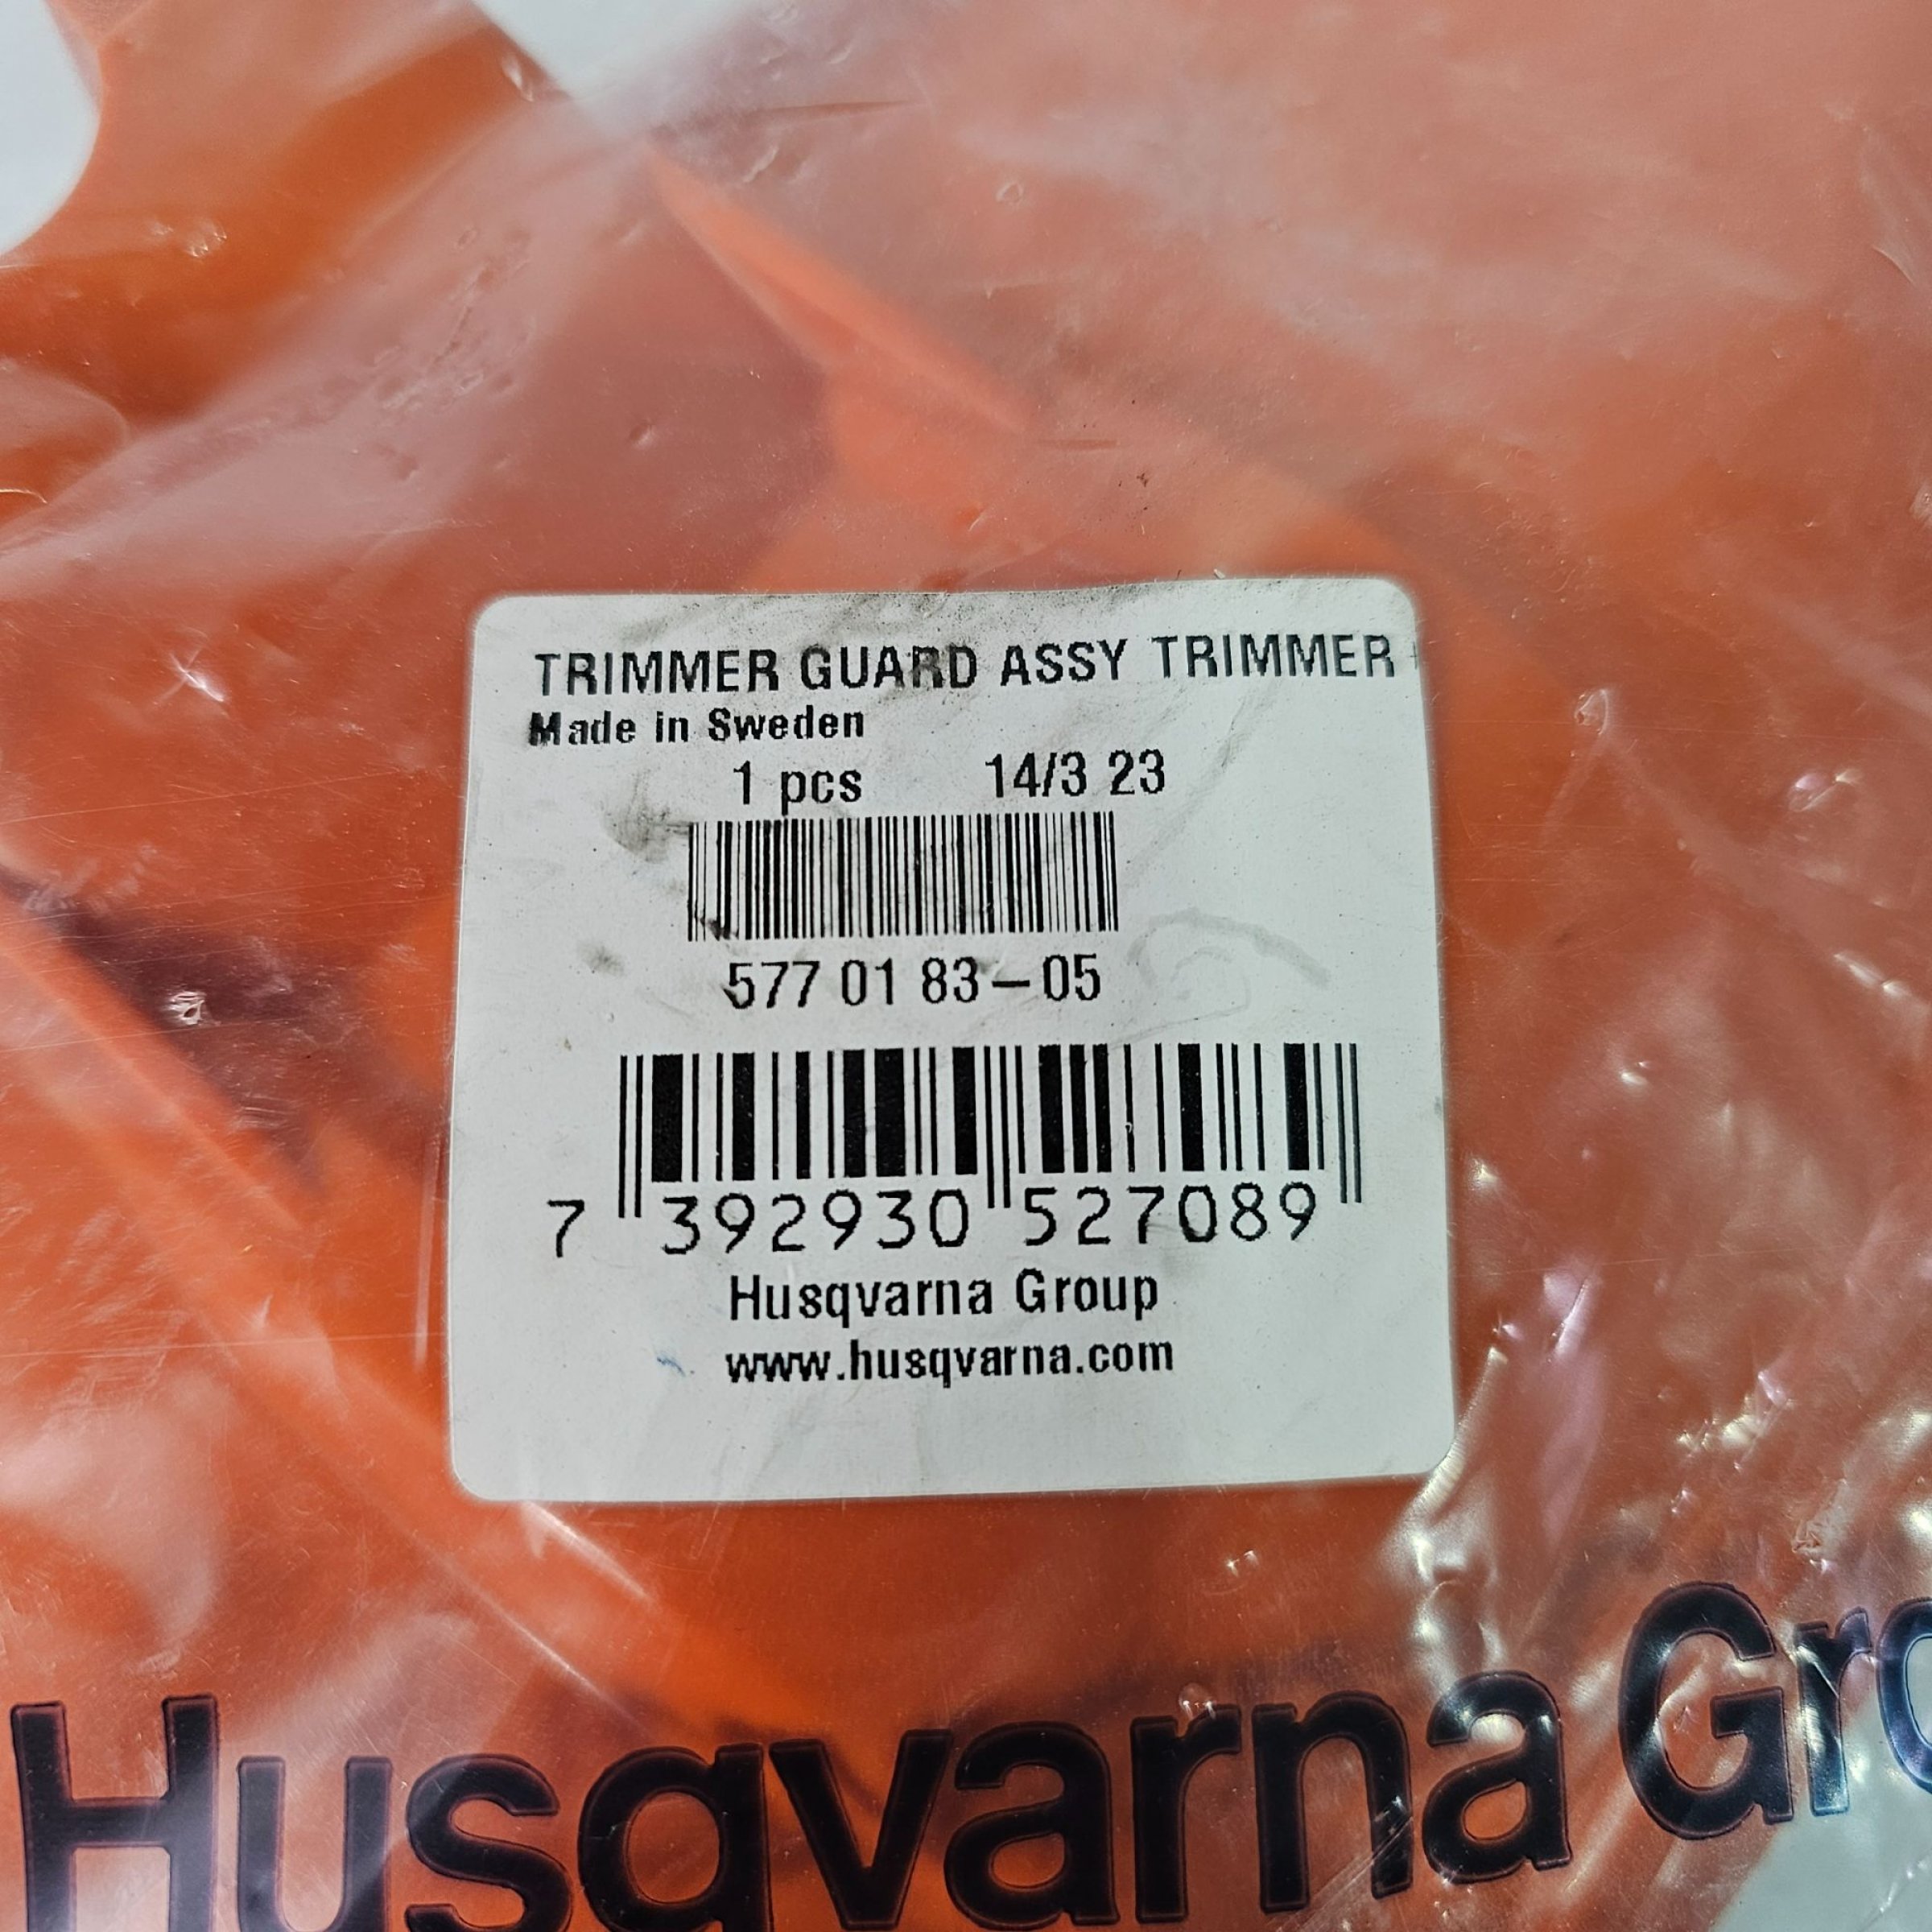 TRIMMER GUARD ASSY TRIMMER
Made in Sweden
1 pcs 14/3 23
577 01 83-05
7 392930 527089
Husqvarna Group
www.husqvarna.com
Husqvarna Gro